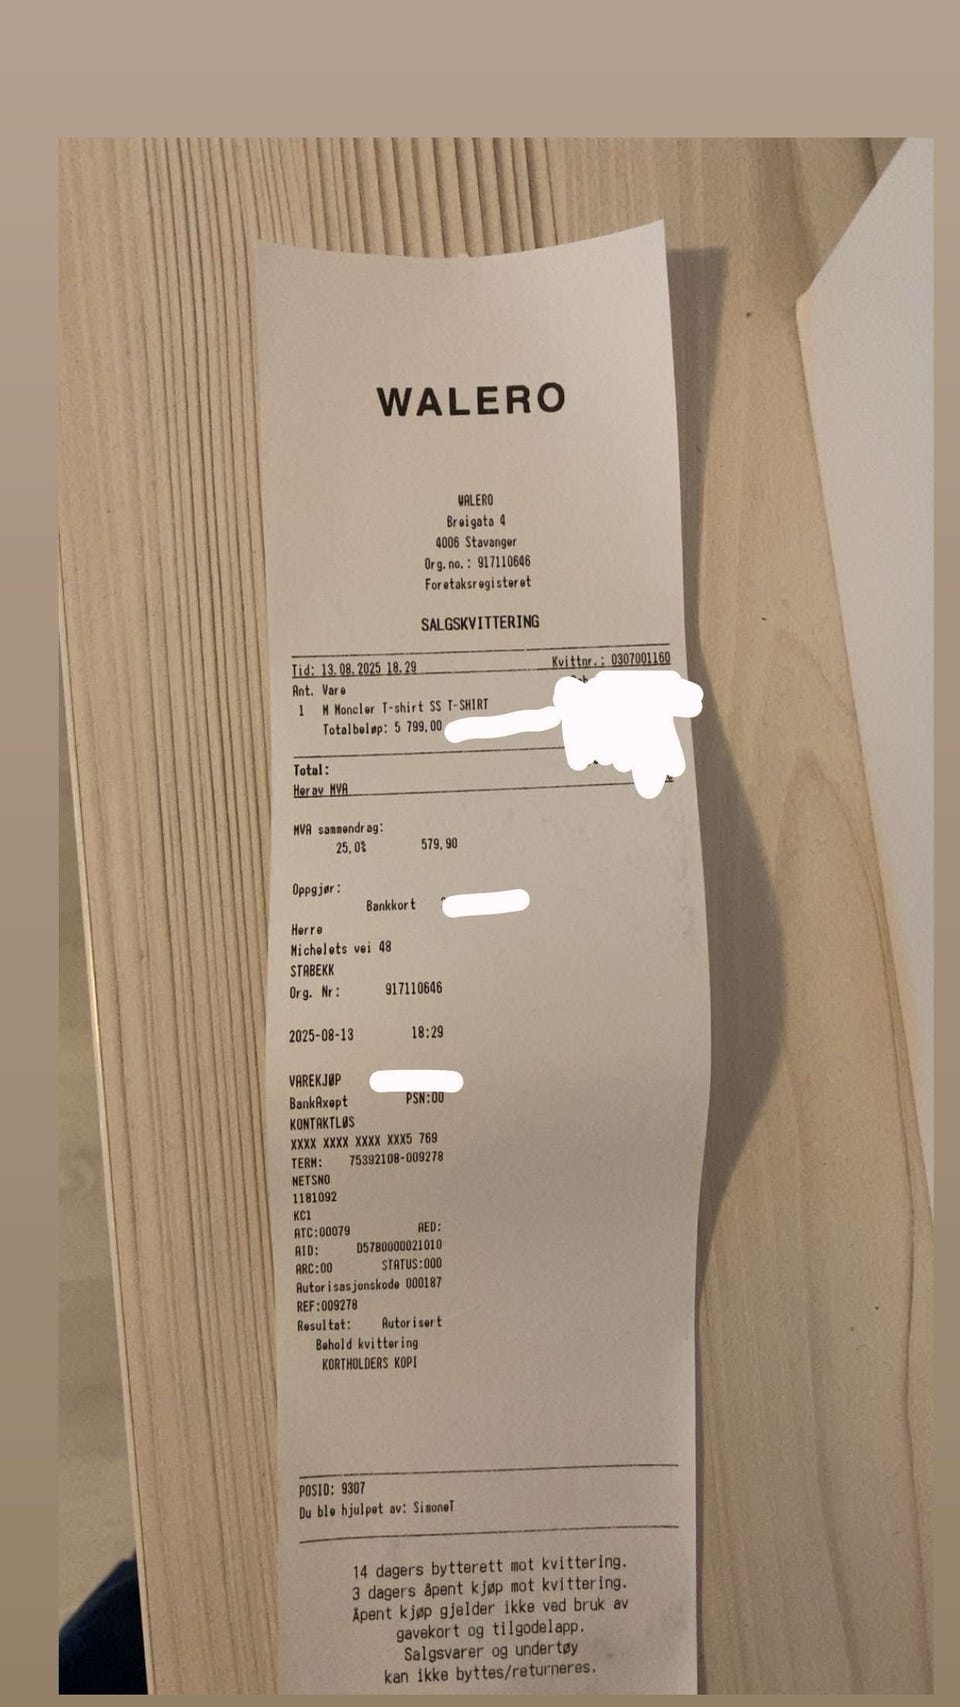 WALERO
WALERO
Breigata 4
4006 Stavanger
Org.no.: 917110646
Foretaksregisteret
SALGSKVITTERING
Tid: 13.08.2025 18.29 Kvittnr.: 0307001160
Ant. Vare
1 M Moncler T-shirt SS T-SHIRT
Totalbeløp: 5 799,00
Total:
Herav MVA
MVA sammendrag:
25,0% 579,90
Oppgjør:
Bankkort
Herre
Michelets vei 48
STABEKK
Org. Nr: 917110646
2025-08-13 18:29
VAREKJØP
BankAxept PSN:00
KONTAKTLØS
XXXX XXXX XXXX XXX5 769
TERM: 75392108-009278
NETSNO
1181092
KC1
ATC:00079 AED:
AID: D5780000021010
ARC:00 STATUS:000
Autorisasjonskode 000187
REF:009278
Resultat: Autorisert
Behold kvittering
KORTHOLDERS KOPI
POSID: 9307
Du ble hjulpet av: SimoneT
14 dagers bytterett mot kvittering.
3 dagers åpent kjøp mot kvittering.
Åpent kjøp gjelder ikke ved bruk av
gavekort og tilgodelapp.
Salgsvarer og undertøy
kan ikke byttes/returneres.